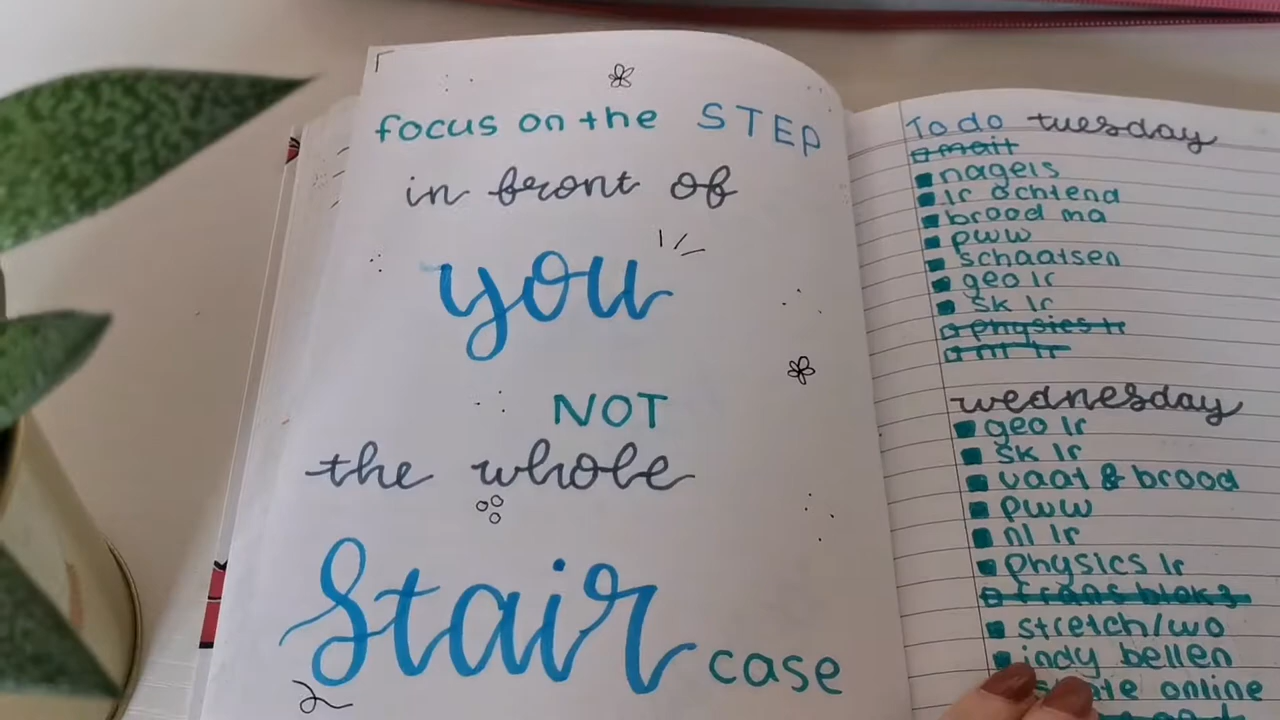 focus on the STEP
in front of
you
NOT
the whole
Stair case
To do tuesday
email
nagels
lr ochtend
brood ma
pww
schaatsen
geo lr
sk lr
physics lr
nl lr
wednesday
geo lr
sk lr
vaat & brood
pww
nl lr
physics lr
frans blok 3
stretch/wo
indy bellen
online